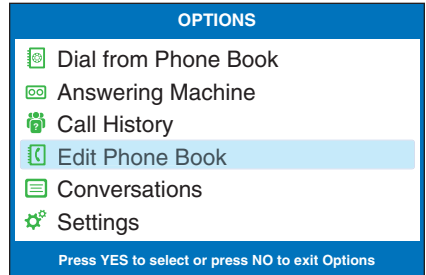 OPTIONS
Dial from Phone Book
Answering Machine
Call History
Edit Phone Book
Conversations
Settings
Press YES to select or press NO to exit Options